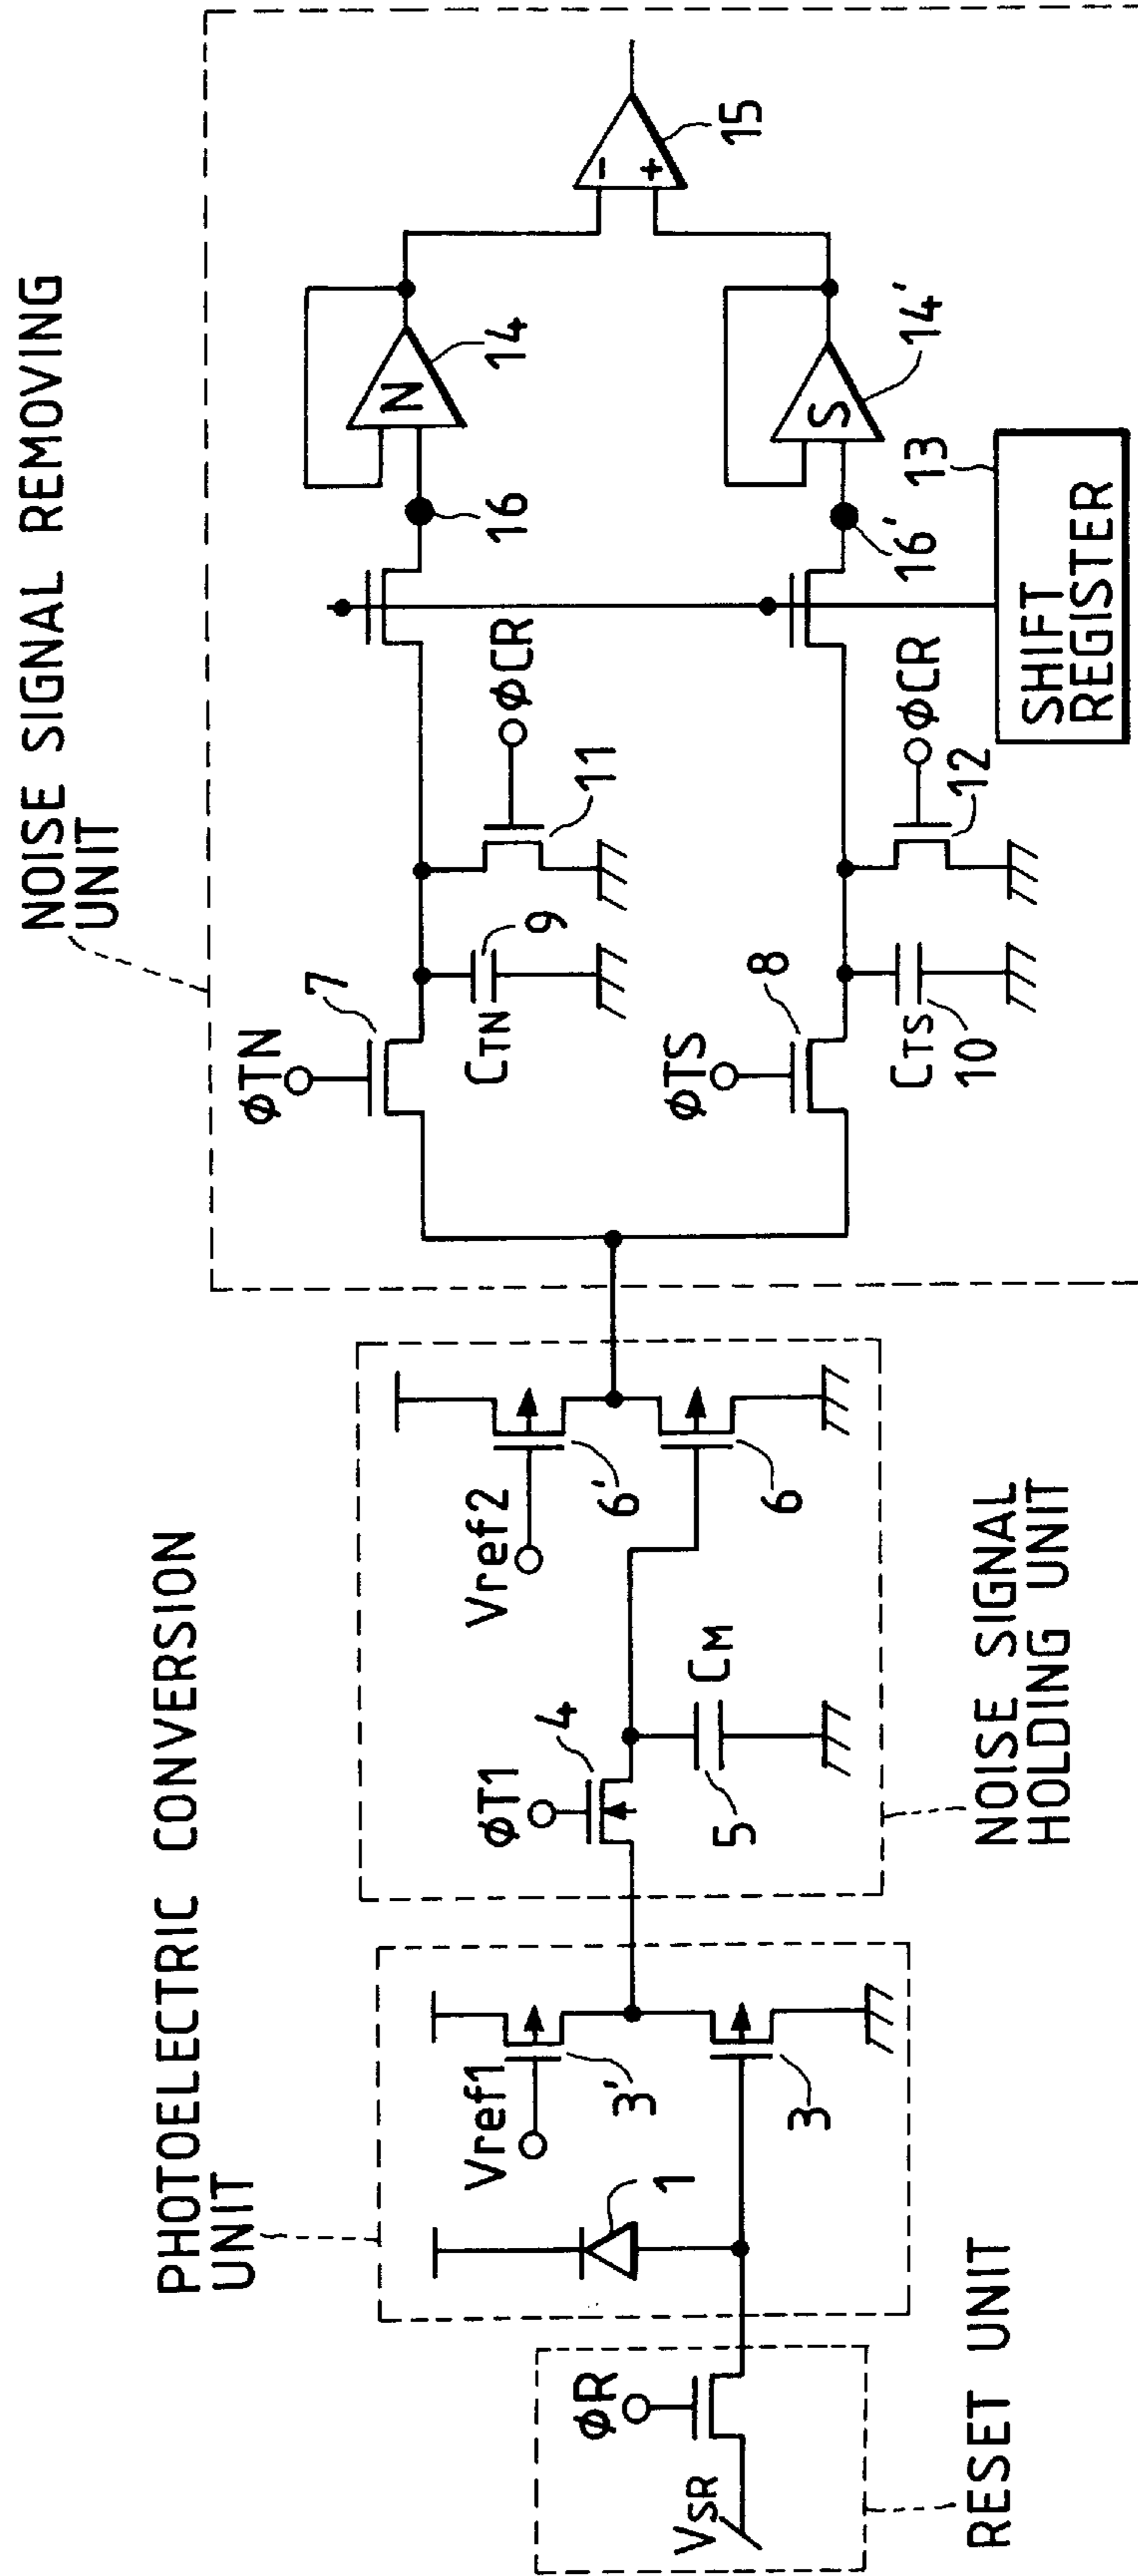 NOISE SIGNAL REMOVING
UNIT
ϕTN
7
CTN
9
11
ϕCR
16
N
14
15
-
+
ϕTS
8
CTS
10
12
ϕCR
16'
S
14'
13
SHIFT
REGISTER
Vref2
6'
6
ϕT1
4
5
CM
NOISE SIGNAL
HOLDING UNIT
PHOTOELECTRIC CONVERSION
UNIT
Vref1
3'
3
1
ϕR
VSR
RESET UNIT